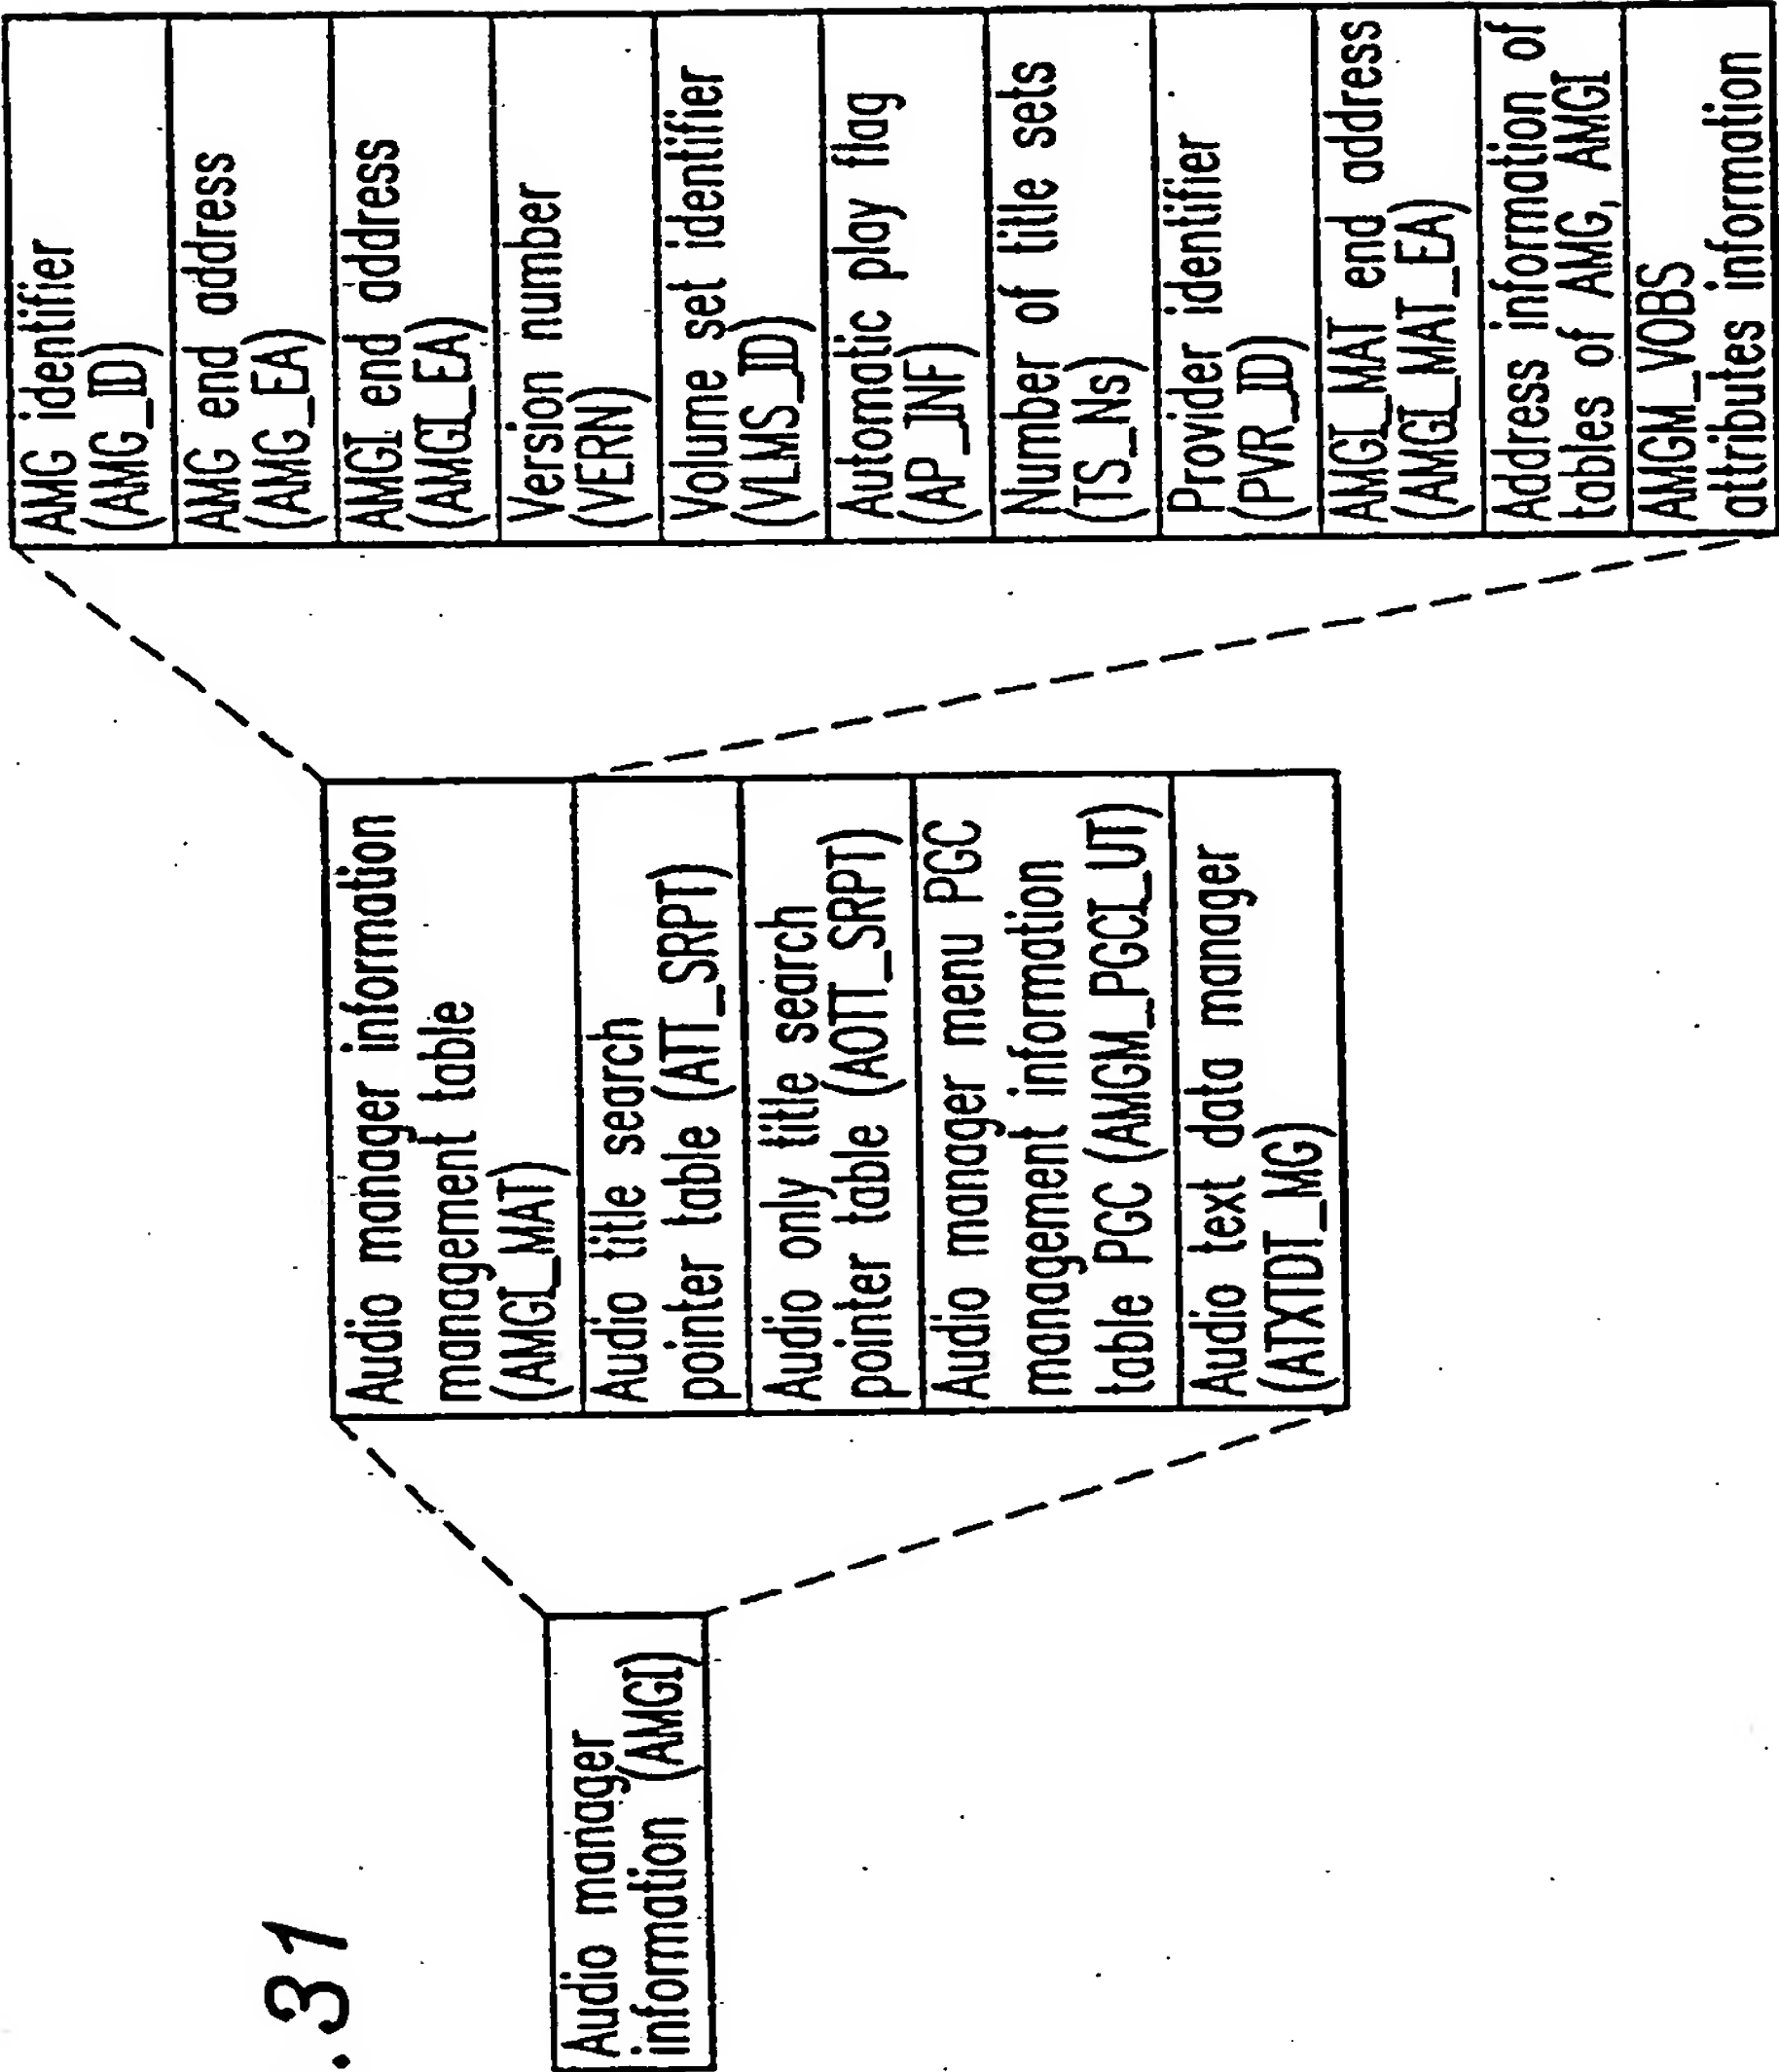 .31
Audio manager
information (AMGI)
Audio manager information
management table
(AMGI_MAT)
Audio title search
pointer table (ATT_SRPT)
Audio only title search
pointer table (AOTT_SRPT)
Audio manager menu PGC
management information
table PGC (AMGM_PGCI_UT)
Audio text data manager
(ATXTDT_MG)
AMG identifier
(AMG_ID)
AMG end address
(AMG_EA)
AMGI end address
(AMGI_EA)
Version number
(VERN)
Volume set identifier
(VLMS_ID)
Automatic play flag
(AP_INF)
Number of title sets
(TS_Ns)
Provider identifier
(PVR_ID)
AMGI_MAT end address
(AMGI_MAT_EA)
Address information of
tables of AMG, AMGI
AMGM_VOBS
attributes information